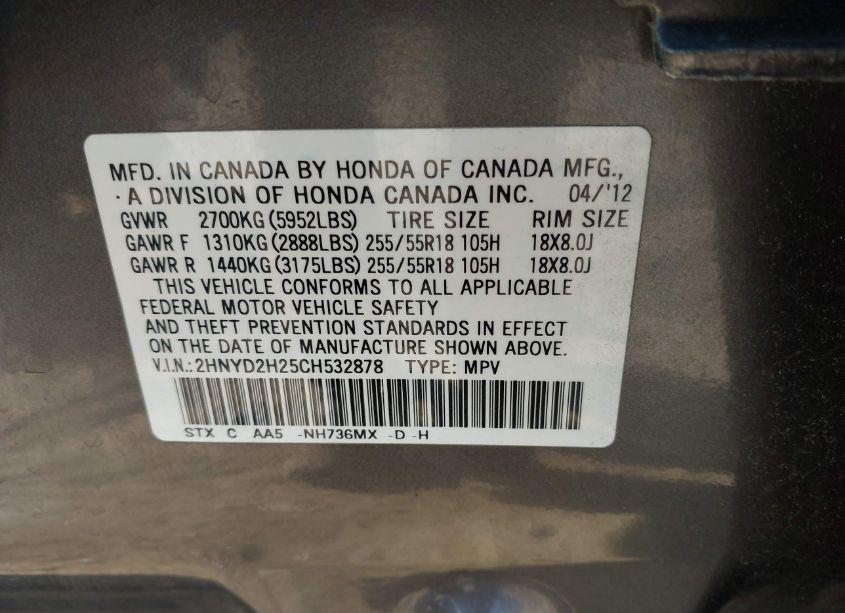 MFD. IN CANADA BY HONDA OF CANADA MFG.,
·A DIVISION OF HONDA CANADA INC. 04/'12
GVWR 2700KG(5952LBS) TIRE SIZE RIM SIZE
GAWR F 1310KG(2888LBS) 255/55R18 105H 18X8.0J
GAWR R 1440KG(3175LBS) 255/55R18 105H 18X8.0J
THIS VEHICLE CONFORMS TO ALL APPLICABLE
FEDERAL MOTOR VEHICLE SAFETY
AND THEFT PREVENTION STANDARDS IN EFFECT
ON THE DATE OF MANUFACTURE SHOWN ABOVE.
V.I.N.:2HNYD2H25CH532878 TYPE: MPV
STX C AA5 -NH736MX -D -H